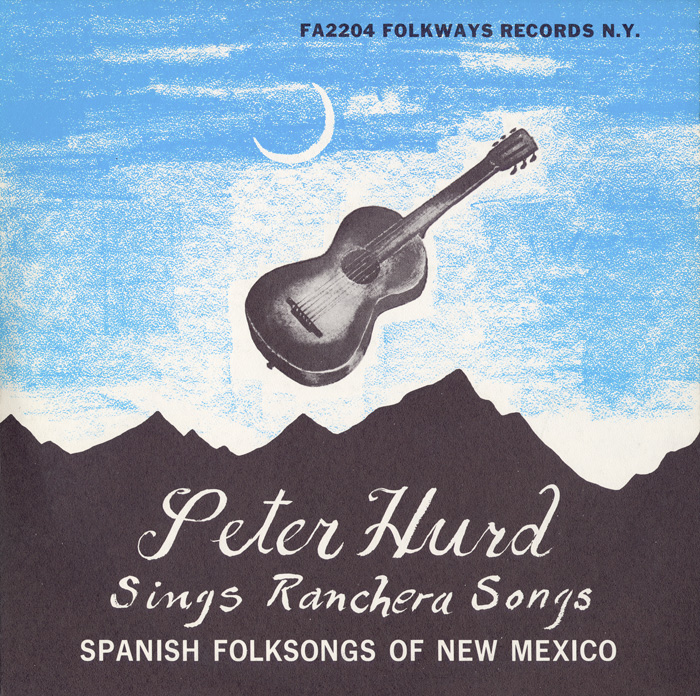 FA2204 FOLKWAYS RECORDS N.Y.
Peter Hurd
Sings Ranchera Songs
SPANISH FOLKSONGS OF NEW MEXICO